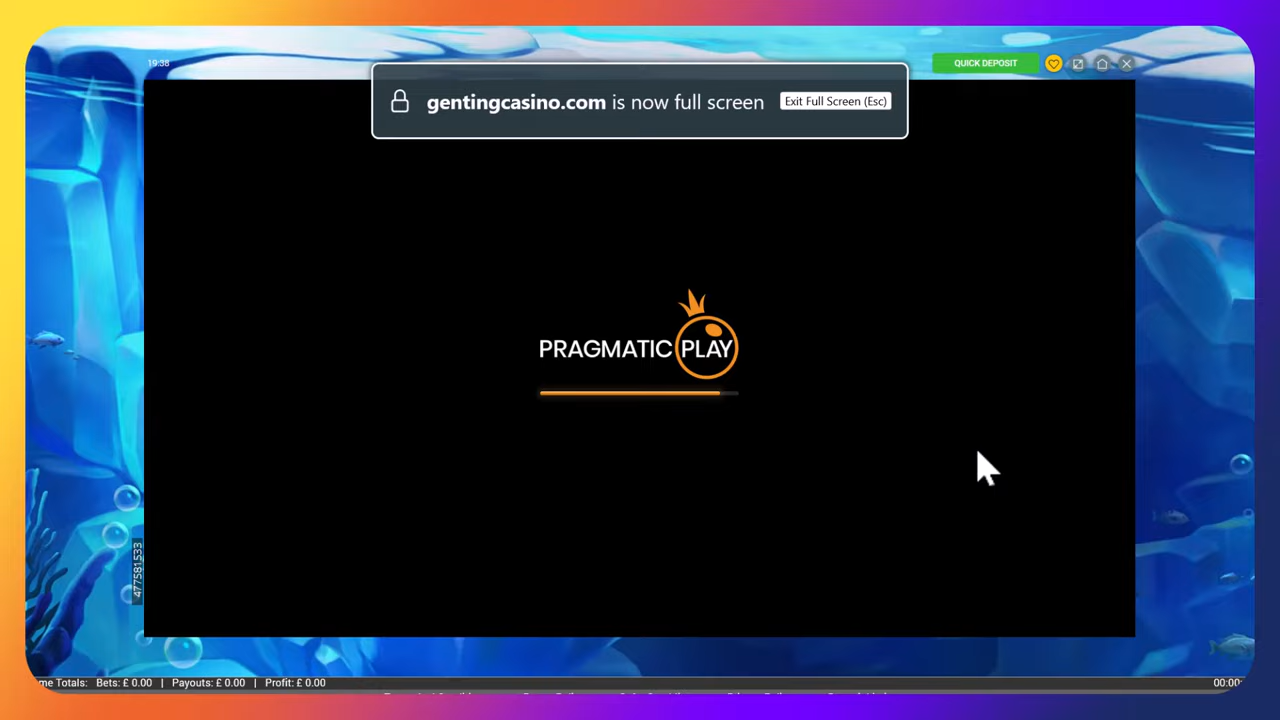 19:38
QUICK DEPOSIT
gentingcasino.com is now full screen
Exit Full Screen (Esc)
PRAGMATIC PLAY
477581533
me Totals: Bets: £ 0.00 | Payouts: £ 0.00 | Profit: £ 0.00
00:00: